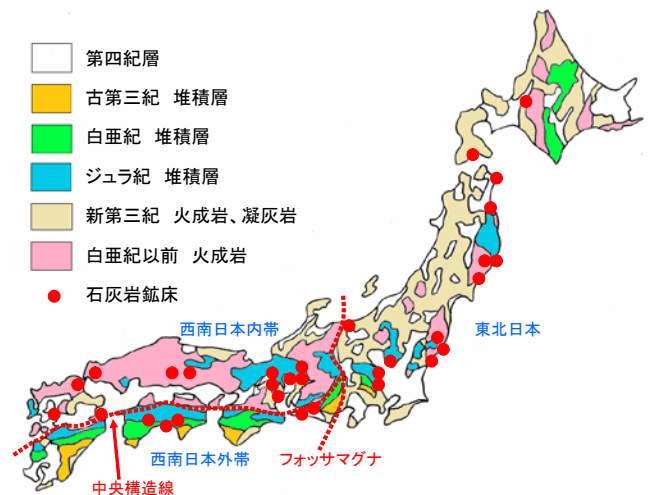 第四紀層
古第三紀 堆積層
白亜紀 堆積層
ジュラ紀 堆積層
新第三紀 火成岩、凝灰岩
白亜紀以前 火成岩
石灰岩鉱床
西南日本内帯
東北日本
西南日本外帯
フォッサマグナ
中央構造線